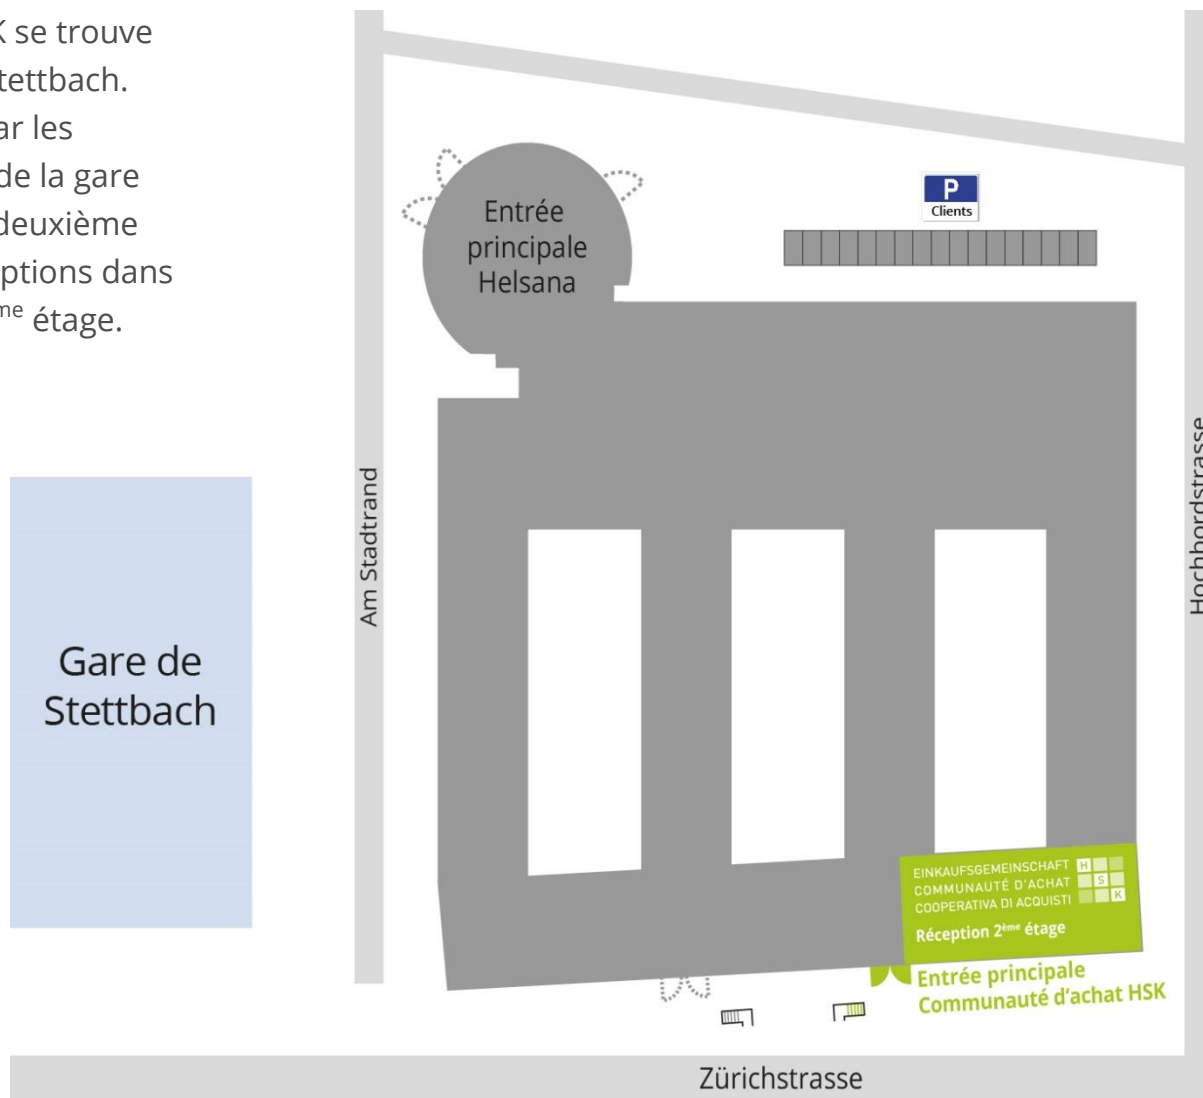 K se trouve
tettbach.
ar les
de la gare
deuxième
ptions dans
me étage.
Entrée
principale
Helsana
P
Clients
Am Stadtrand
Hochbordstrasse
Gare de
Stettbach
EINKAUFSGEMEINSCHAFT H
COMMUNAUTÉ D'ACHAT S
COOPERATIVA DI ACQUISTI K
Réception 2ème étage
Entrée principale
Communauté d'achat HSK
Zürichstrasse